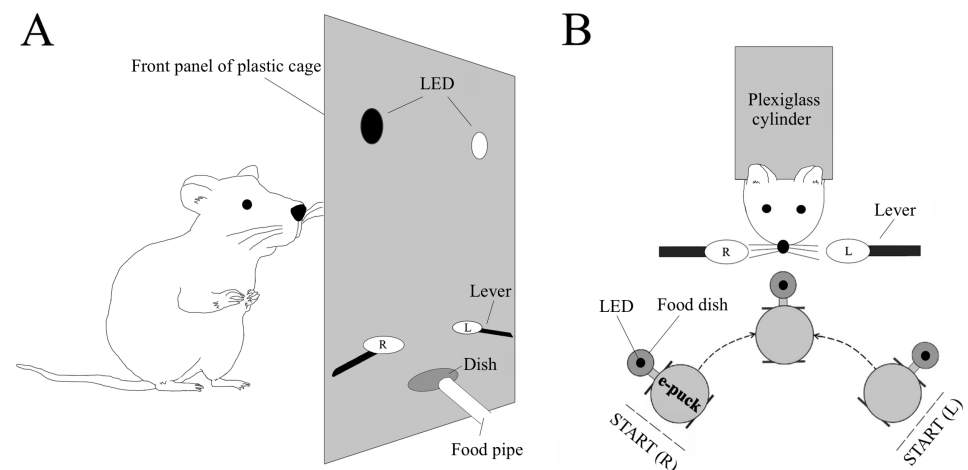 A
Front panel of plastic cage
LED
Lever
L
R
Dish
Food pipe
B
Plexiglass
cylinder
Lever
R
L
LED
Food dish
e-puck
START (R)
START (L)